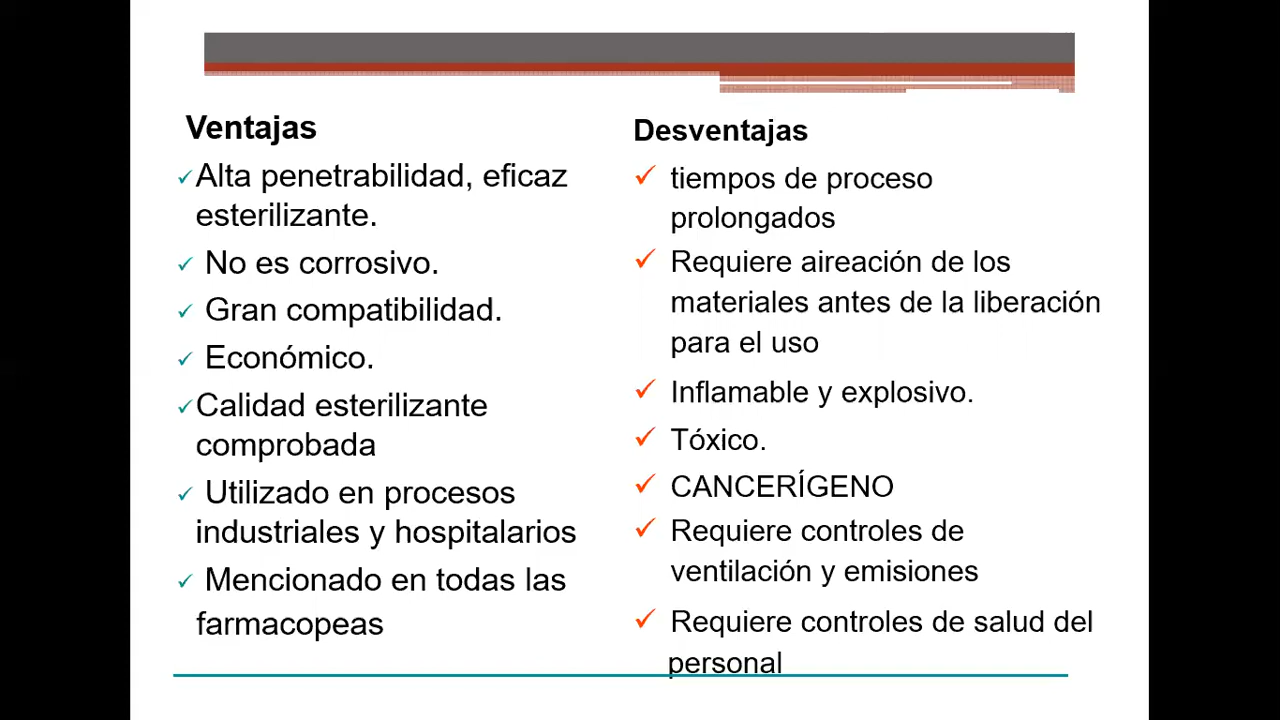 Ventajas
Alta penetrabilidad, eficaz
esterilizante.
No es corrosivo.
Gran compatibilidad.
Económico.
Calidad esterilizante
comprobada
Utilizado en procesos
industriales y hospitalarios
Mencionado en todas las
farmacopeas
Desventajas
tiempos de proceso
prolongados
Requiere aireación de los
materiales antes de la liberación
para el uso
Inflamable y explosivo.
Tóxico.
CANCERÍGENO
Requiere controles de
ventilación y emisiones
Requiere controles de salud del
personal